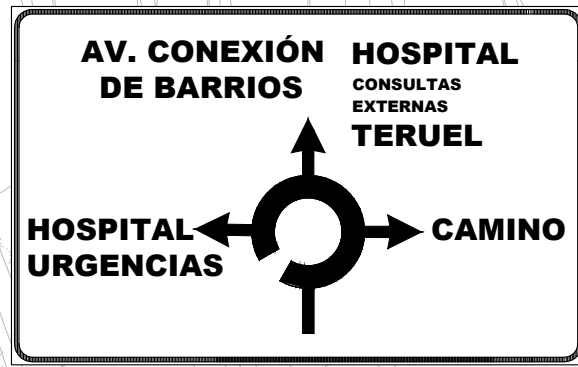 AV. CONEXIÓN
DE BARRIOS
HOSPITAL
CONSULTAS
EXTERNAS
TERUEL
HOSPITAL
URGENCIAS
CAMINO